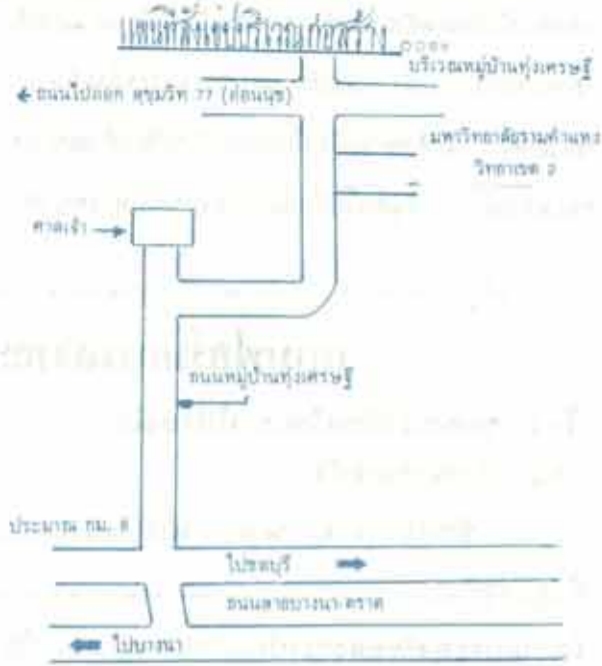 แผนที่สังเขปบริเวณก่อสร้าง
บริเวณหมู่บ้านทุ่งเศรษฐี
← ถนนไปออก สุขุมวิท 77 (อ่อนนุช)
มหาวิทยาลัยรามคำแหง
วิทยาเขต 2
ศาลเจ้า
ถนนหมู่บ้านทุ่งเศรษฐี
ประมาณ กม. 8
ไปชลบุรี
ถนนสายบางนา-ตราด
ไปบางนา